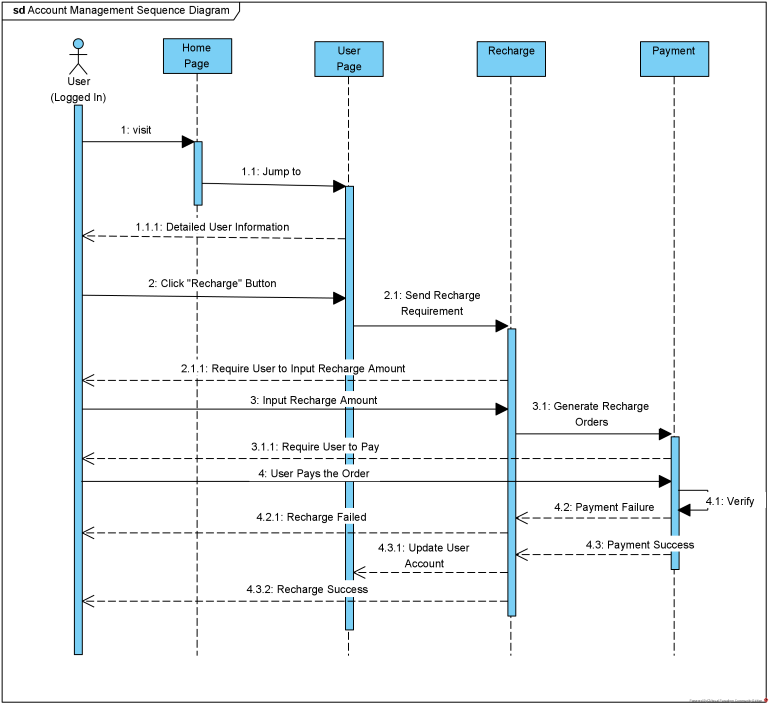 sd Account Management Sequence Diagram
Home
Page
User
Page
Recharge
Payment
User
(Logged In)
1: visit
1.1: Jump to
1.1.1: Detailed User Information
2: Click "Recharge" Button
2.1: Send Recharge
Requirement
2.1.1: Require User to Input Recharge Amount
3: Input Recharge Amount
3.1: Generate Recharge
Orders
3.1.1: Require User to Pay
4: User Pays the Order
4.1: Verify
4.2: Payment Failure
4.2.1: Recharge Failed
4.3: Payment Success
4.3.1: Update User
Account
4.3.2: Recharge Success